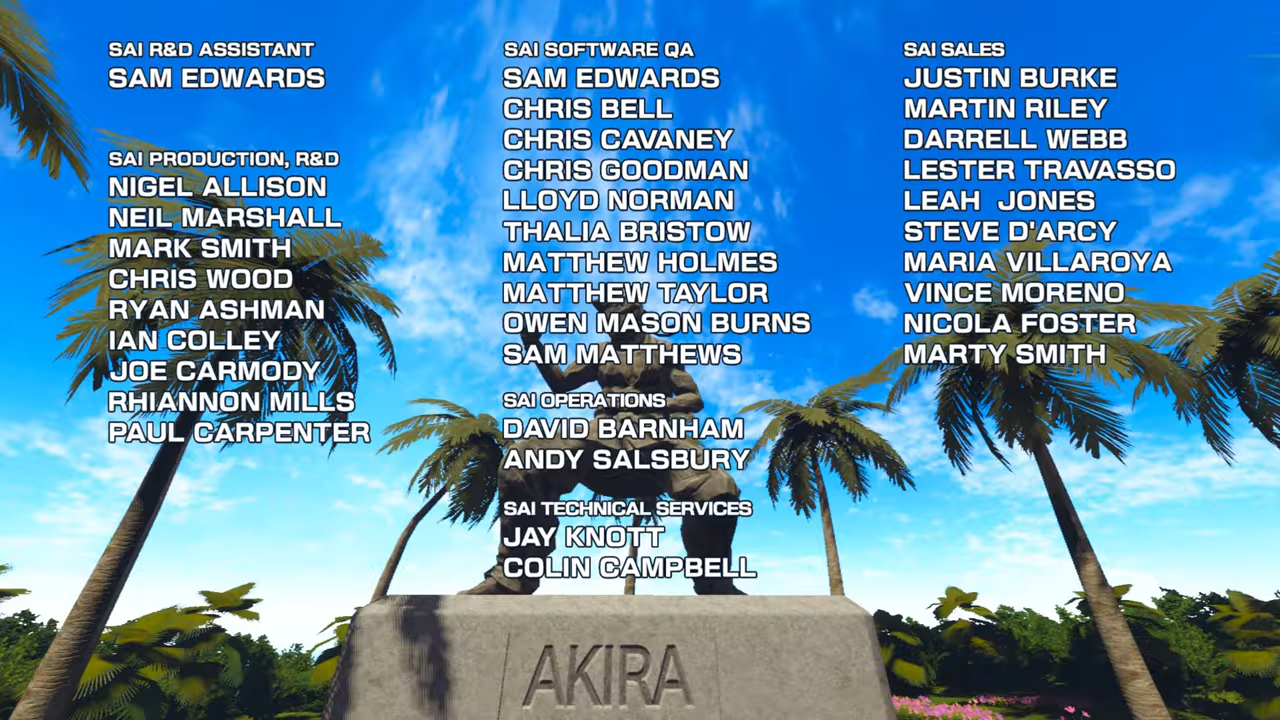 SAI R&D ASSISTANT
SAM EDWARDS
SAI PRODUCTION, R&D
NIGEL ALLISON
NEIL MARSHALL
MARK SMITH
CHRIS WOOD
RYAN ASHMAN
IAN COLLEY
JOE CARMODY
RHIANNON MILLS
PAUL CARPENTER
SAI SOFTWARE QA
SAM EDWARDS
CHRIS BELL
CHRIS CAVANEY
CHRIS GOODMAN
LLOYD NORMAN
THALIA BRISTOW
MATTHEW HOLMES
MATTHEW TAYLOR
OWEN MASON BURNS
SAM MATTHEWS
SAI OPERATIONS
DAVID BARNHAM
ANDY SALSBURY
SAI TECHNICAL SERVICES
JAY KNOTT
COLIN CAMPBELL
SAI SALES
JUSTIN BURKE
MARTIN RILEY
DARRELL WEBB
LESTER TRAVASSO
LEAH  JONES
STEVE D'ARCY
MARIA VILLAROYA
VINCE MORENO
NICOLA FOSTER
MARTY SMITH
AKIRA